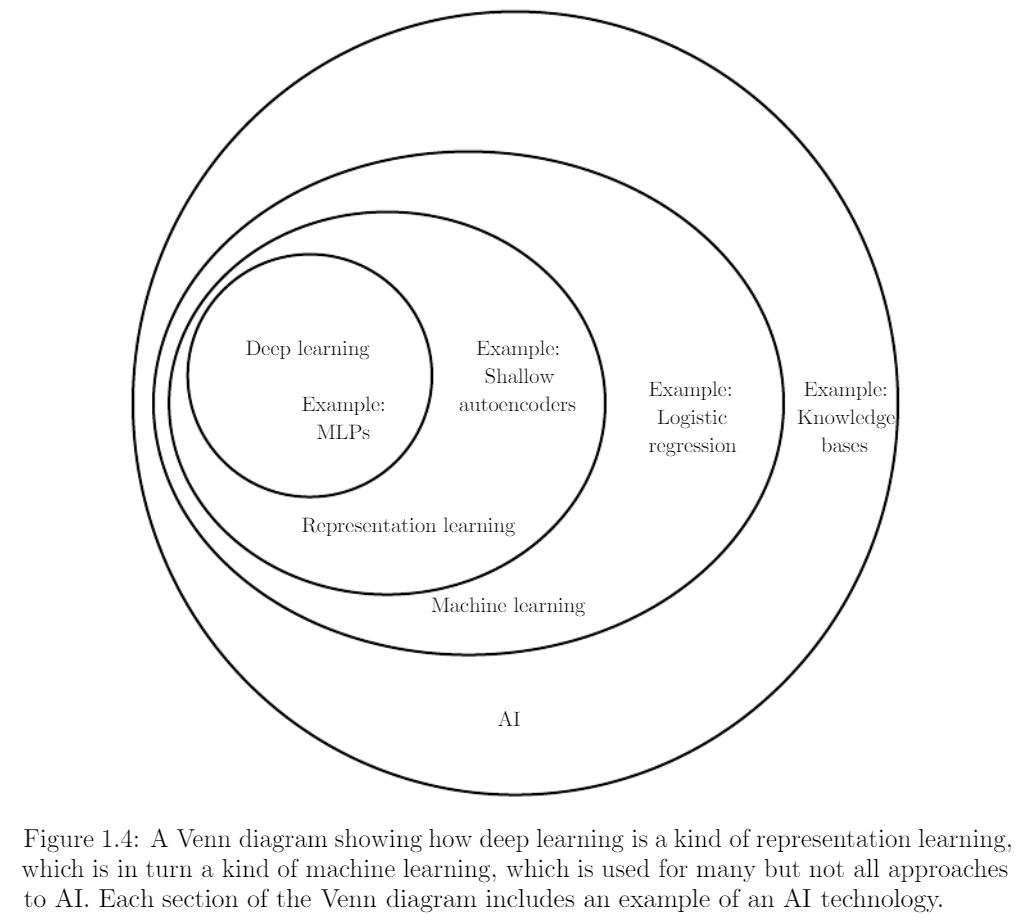 Deep learning
Example:
MLPs
Example:
Shallow
autoencoders
Example:
Logistic
regression
Example:
Knowledge
bases
Representation learning
Machine learning
AI
Figure 1.4: A Venn diagram showing how deep learning is a kind of representation learning,
which is in turn a kind of machine learning, which is used for many but not all approaches
to AI. Each section of the Venn diagram includes an example of an AI technology.